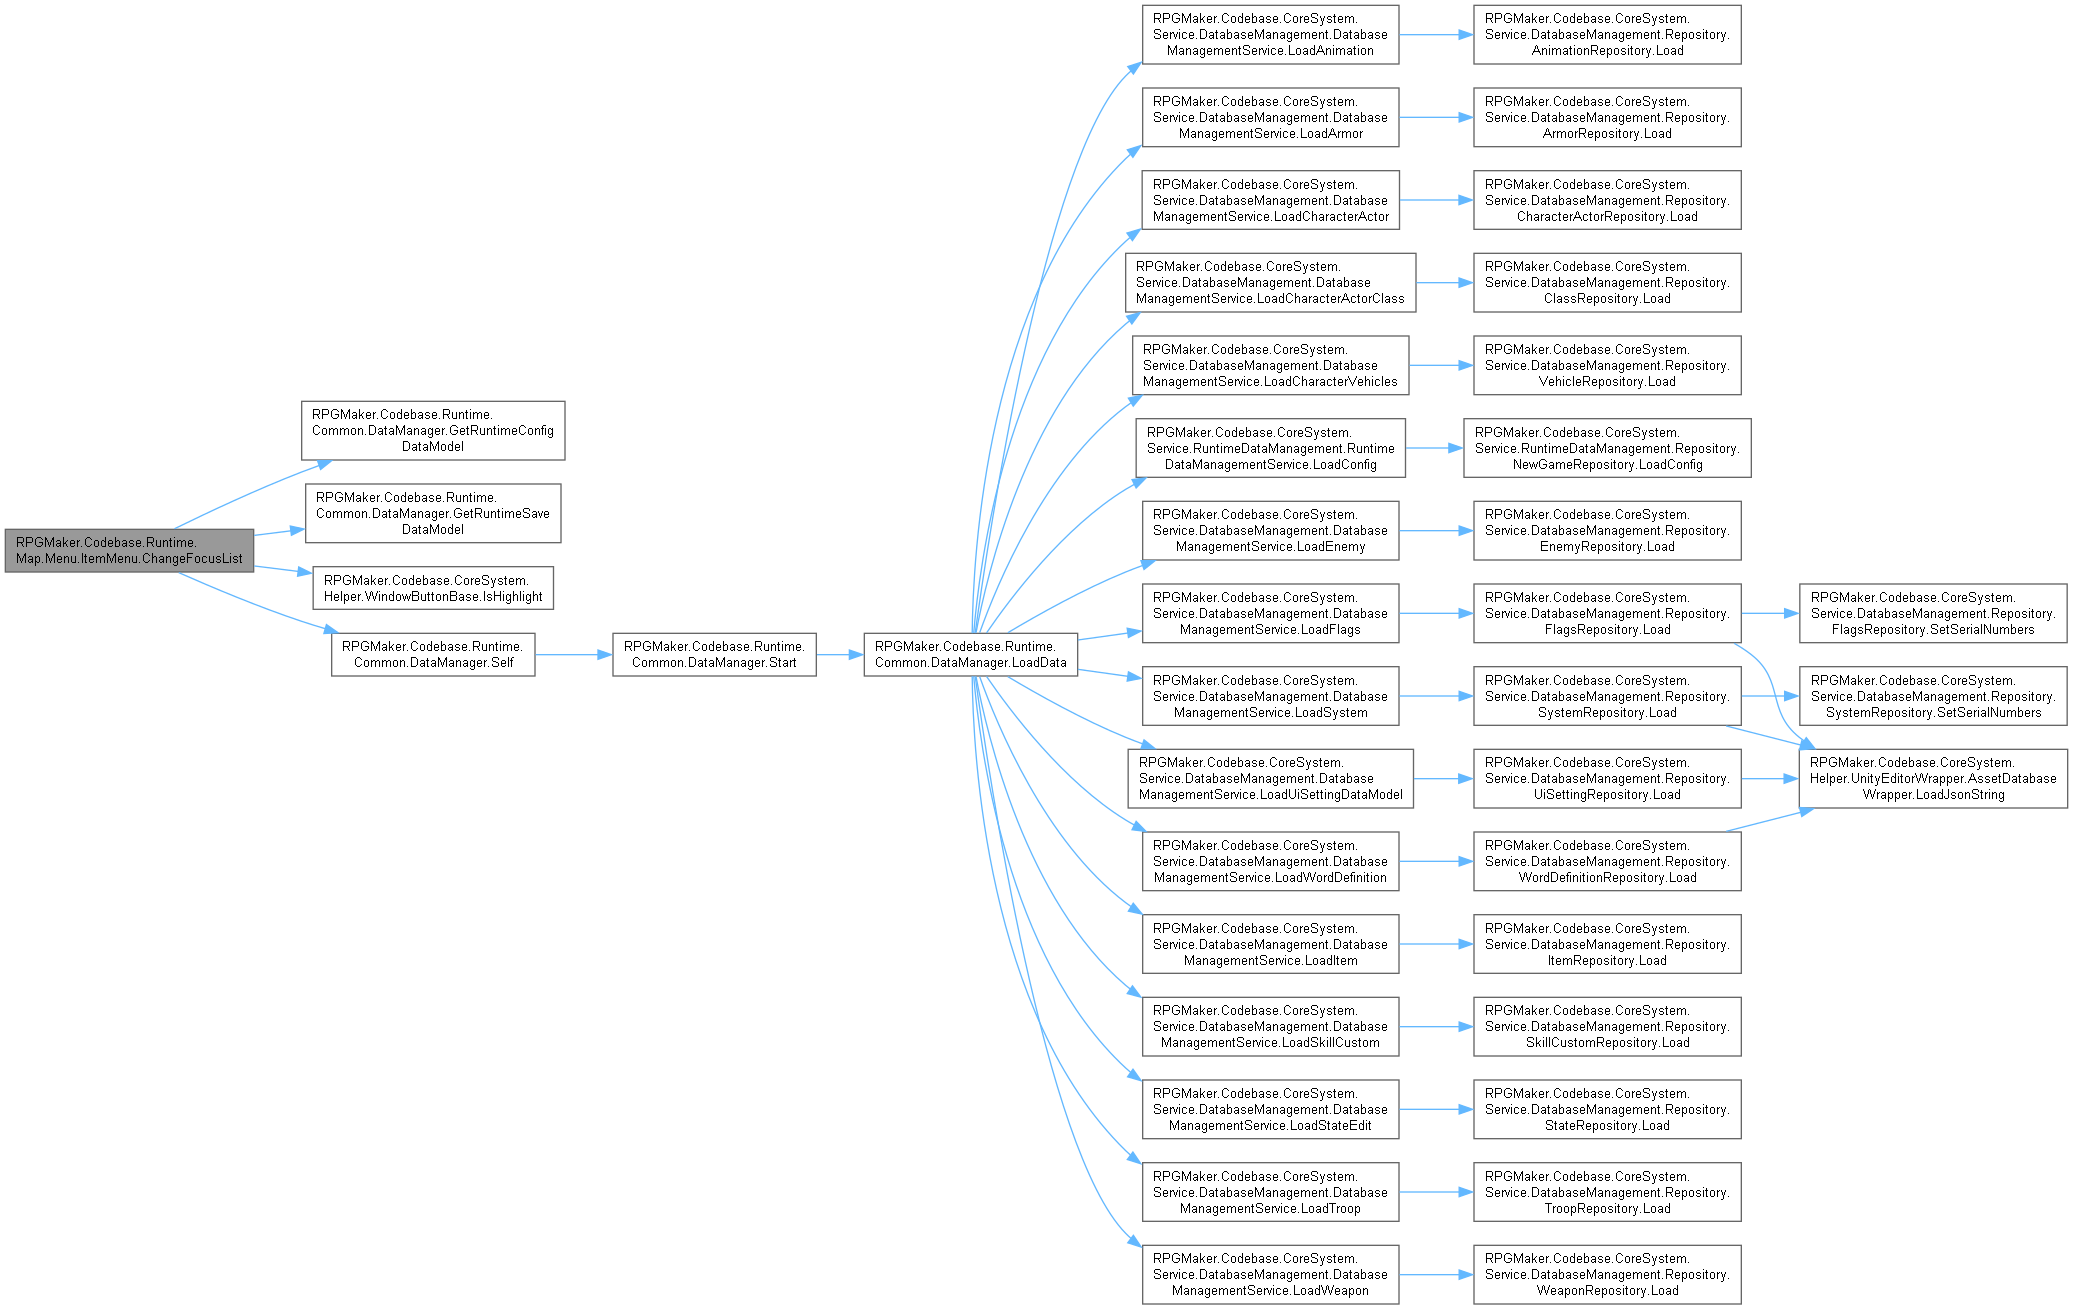 RPGMaker.Codebase.Runtime.
Map.Menu.ItemMenu.ChangeFocusList
RPGMaker.Codebase.Runtime.
Common.DataManager.GetRuntimeConfig
DataModel
RPGMaker.Codebase.Runtime.
Common.DataManager.GetRuntimeSave
DataModel
RPGMaker.Codebase.CoreSystem.
Helper.WindowButtonBase.IsHighlight
RPGMaker.Codebase.Runtime.
Common.DataManager.Self
RPGMaker.Codebase.Runtime.
Common.DataManager.Start
RPGMaker.Codebase.Runtime.
Common.DataManager.LoadData
RPGMaker.Codebase.CoreSystem.
Service.DatabaseManagement.Database
ManagementService.LoadAnimation
RPGMaker.Codebase.CoreSystem.
Service.DatabaseManagement.Repository.
AnimationRepository.Load
RPGMaker.Codebase.CoreSystem.
Service.DatabaseManagement.Database
ManagementService.LoadArmor
RPGMaker.Codebase.CoreSystem.
Service.DatabaseManagement.Repository.
ArmorRepository.Load
RPGMaker.Codebase.CoreSystem.
Service.DatabaseManagement.Database
ManagementService.LoadCharacterActor
RPGMaker.Codebase.CoreSystem.
Service.DatabaseManagement.Repository.
CharacterActorRepository.Load
RPGMaker.Codebase.CoreSystem.
Service.DatabaseManagement.Database
ManagementService.LoadCharacterActorClass
RPGMaker.Codebase.CoreSystem.
Service.DatabaseManagement.Repository.
ClassRepository.Load
RPGMaker.Codebase.CoreSystem.
Service.DatabaseManagement.Database
ManagementService.LoadCharacterVehicles
RPGMaker.Codebase.CoreSystem.
Service.DatabaseManagement.Repository.
VehicleRepository.Load
RPGMaker.Codebase.CoreSystem.
Service.RuntimeDataManagement.Runtime
DataManagementService.LoadConfig
RPGMaker.Codebase.CoreSystem.
Service.RuntimeDataManagement.Repository.
NewGameRepository.LoadConfig
RPGMaker.Codebase.CoreSystem.
Service.DatabaseManagement.Database
ManagementService.LoadEnemy
RPGMaker.Codebase.CoreSystem.
Service.DatabaseManagement.Repository.
EnemyRepository.Load
RPGMaker.Codebase.CoreSystem.
Service.DatabaseManagement.Database
ManagementService.LoadFlags
RPGMaker.Codebase.CoreSystem.
Service.DatabaseManagement.Repository.
FlagsRepository.Load
RPGMaker.Codebase.CoreSystem.
Service.DatabaseManagement.Repository.
FlagsRepository.SetSerialNumbers
RPGMaker.Codebase.CoreSystem.
Service.DatabaseManagement.Database
ManagementService.LoadSystem
RPGMaker.Codebase.CoreSystem.
Service.DatabaseManagement.Repository.
SystemRepository.Load
RPGMaker.Codebase.CoreSystem.
Service.DatabaseManagement.Repository.
SystemRepository.SetSerialNumbers
RPGMaker.Codebase.CoreSystem.
Service.DatabaseManagement.Database
ManagementService.LoadUiSettingDataModel
RPGMaker.Codebase.CoreSystem.
Service.DatabaseManagement.Repository.
UiSettingRepository.Load
RPGMaker.Codebase.CoreSystem.
Helper.UnityEditorWrapper.AssetDatabase
Wrapper.LoadJsonString
RPGMaker.Codebase.CoreSystem.
Service.DatabaseManagement.Database
ManagementService.LoadWordDefinition
RPGMaker.Codebase.CoreSystem.
Service.DatabaseManagement.Repository.
WordDefinitionRepository.Load
RPGMaker.Codebase.CoreSystem.
Service.DatabaseManagement.Database
ManagementService.LoadItem
RPGMaker.Codebase.CoreSystem.
Service.DatabaseManagement.Repository.
ItemRepository.Load
RPGMaker.Codebase.CoreSystem.
Service.DatabaseManagement.Database
ManagementService.LoadSkillCustom
RPGMaker.Codebase.CoreSystem.
Service.DatabaseManagement.Repository.
SkillCustomRepository.Load
RPGMaker.Codebase.CoreSystem.
Service.DatabaseManagement.Database
ManagementService.LoadStateEdit
RPGMaker.Codebase.CoreSystem.
Service.DatabaseManagement.Repository.
StateRepository.Load
RPGMaker.Codebase.CoreSystem.
Service.DatabaseManagement.Database
ManagementService.LoadTroop
RPGMaker.Codebase.CoreSystem.
Service.DatabaseManagement.Repository.
TroopRepository.Load
RPGMaker.Codebase.CoreSystem.
Service.DatabaseManagement.Database
ManagementService.LoadWeapon
RPGMaker.Codebase.CoreSystem.
Service.DatabaseManagement.Repository.
WeaponRepository.Load